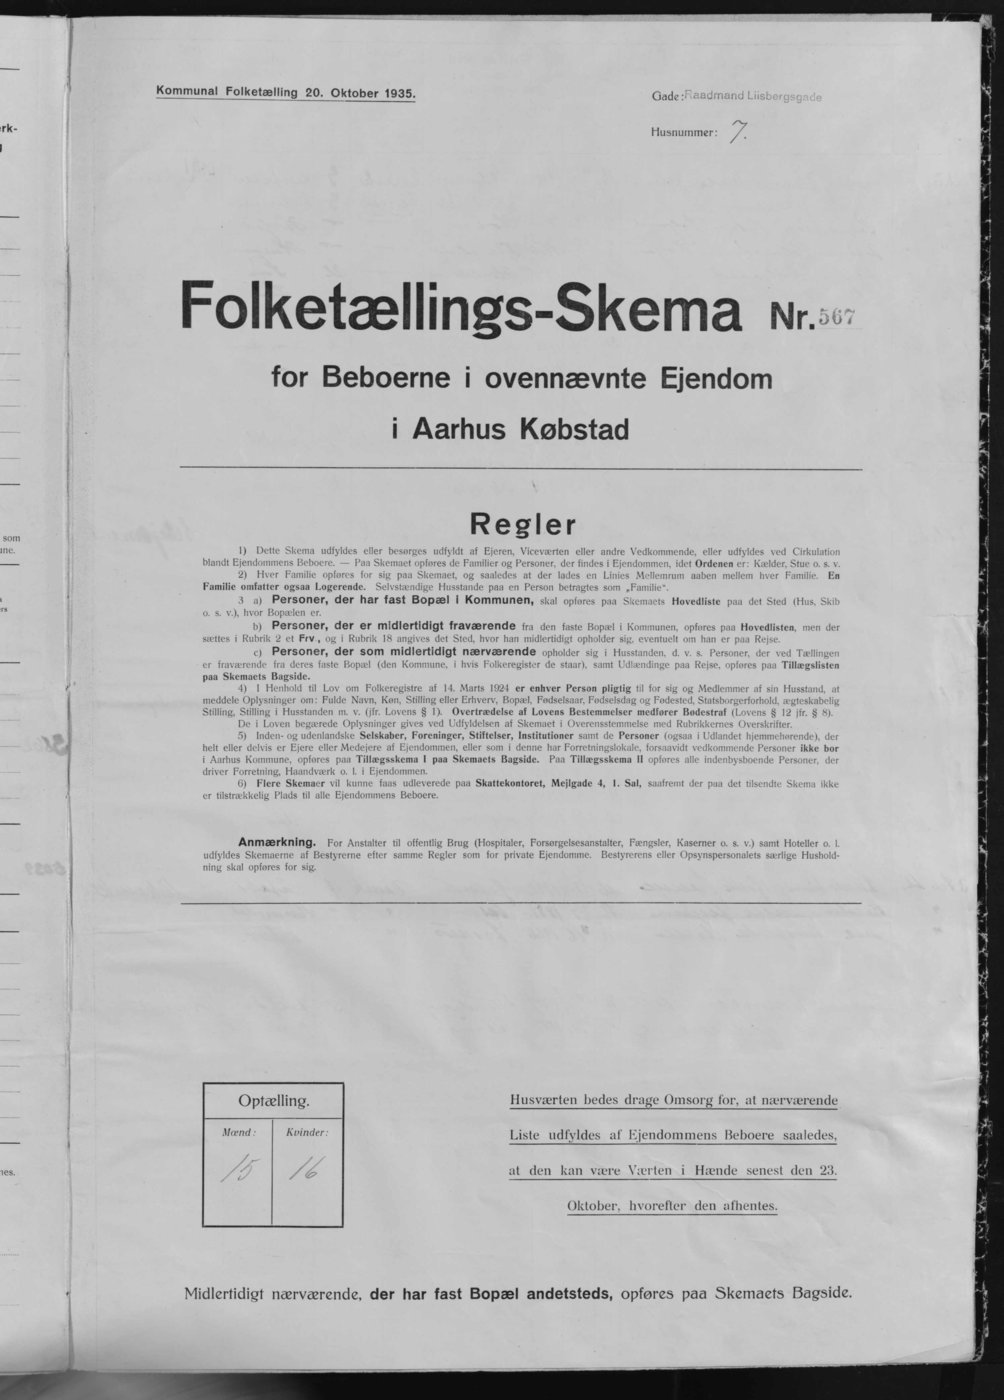 Kommunal Folketælling 20. Oktober 1935.
Gade: Raadmand Liisbergsgade
Husnummer: 7.
Folketællings-Skema Nr. 567
for Beboerne i ovennævnte Ejendom
i Aarhus Købstad
Regler
1) Dette Skema udfyldes eller besørges udfyldt af Ejeren, Viceværten eller andre Vedkommende, eller udfyldes ved Cirkulation
blandt Ejendommens Beboere. — Paa Skemaet opføres de Familier og Personer, der findes i Ejendommen, idet Ordenen er: Kælder, Stue o. s. v.
2) Hver Familie opføres for sig paa Skemaet, og saaledes at der lades en Linies Mellemrum aaben mellem hver Familie. En
Familie omfatter ogsaa Logerende. Selvstændige Husstande paa en Person betragtes som „Familie".
3 a) Personer, der har fast Bopæl i Kommunen, skal opføres paa Skemaets Hovedliste paa det Sted (Hus, Skib
o. s. v.), hvor Bopælen er.
b) Personer, der er midlertidigt fraværende fra den faste Bopæl i Kommunen, opføres paa Hovedlisten, men der
sættes i Rubrik 2 et Frv., og i Rubrik 18 angives det Sted, hvor han midlertidigt opholder sig, eventuelt om han er paa Rejse.
c) Personer, der som midlertidigt nærværende opholder sig i Husstanden, d. v. s. Personer, der ved Tællingen
er fraværende fra deres faste Bopæl (den Kommune, i hvis Folkeregister de staar), samt Udlændinge paa Rejse, opføres paa Tillægslisten
paa Skemaets Bagside.
4) I Henhold til Lov om Folkeregistre af 14. Marts 1924 er enhver Person pligtig til for sig og Medlemmer af sin Husstand, at
meddele Oplysninger om: Fulde Navn, Køn, Stilling eller Erhverv, Bopæl, Fødselsaar, Fødselsdag og Fødested, Statsborgerforhold, ægteskabelig
Stilling, Stilling i Husstanden m. v. (jfr. Lovens § 1). Overtrædelse af Lovens Bestemmelser medfører Bødestraf (Lovens § 12 jfr. § 8).
De i Loven begærede Oplysninger gives ved Udfyldelsen af Skemaet i Overensstemmelse med Rubrikkernes Overskrifter.
5) Inden- og udenlandske Selskaber, Foreninger, Stiftelser, Institutioner samt de Personer (ogsaa i Udlandet hjemmehørende), der
helt eller delvis er Ejere eller Medejere af Ejendommen, eller som i denne har Forretningslokale, forsaavidt vedkommende Personer ikke bor
i Aarhus Kommune, opføres paa Tillægsskema I paa Skemaets Bagside. Paa Tillægsskema II opføres alle indenbysboende Personer, der
driver Forretning, Haandværk o. l. i Ejendommen.
6) Flere Skemaer vil kunne faas udleverede paa Skattekontoret, Mejlgade 4, 1. Sal, saafremt der paa det tilsendte Skema ikke
er tilstrækkelig Plads til alle Ejendommens Beboere.
Anmærkning. For Anstalter til offentlig Brug (Hospitaler, Forsørgelsesanstalter, Fængsler, Kaserner o. s. v.) samt Hoteller o. l.
udfyldes Skemaerne af Bestyrerne efter samme Regler som for private Ejendomme. Bestyrerens eller Opsynspersonalets særlige Hushold-
ning skal opføres for sig.
Optælling.
Mænd: Kvinder:
15 16
Husværten bedes drage Omsorg for, at nærværende
Liste udfyldes af Ejendommens Beboere saaledes,
at den kan være Værten i Hænde senest den 23.
Oktober, hvorefter den afhentes.
Midlertidigt nærværende, der har fast Bopæl andetsteds, opføres paa Skemaets Bagside.